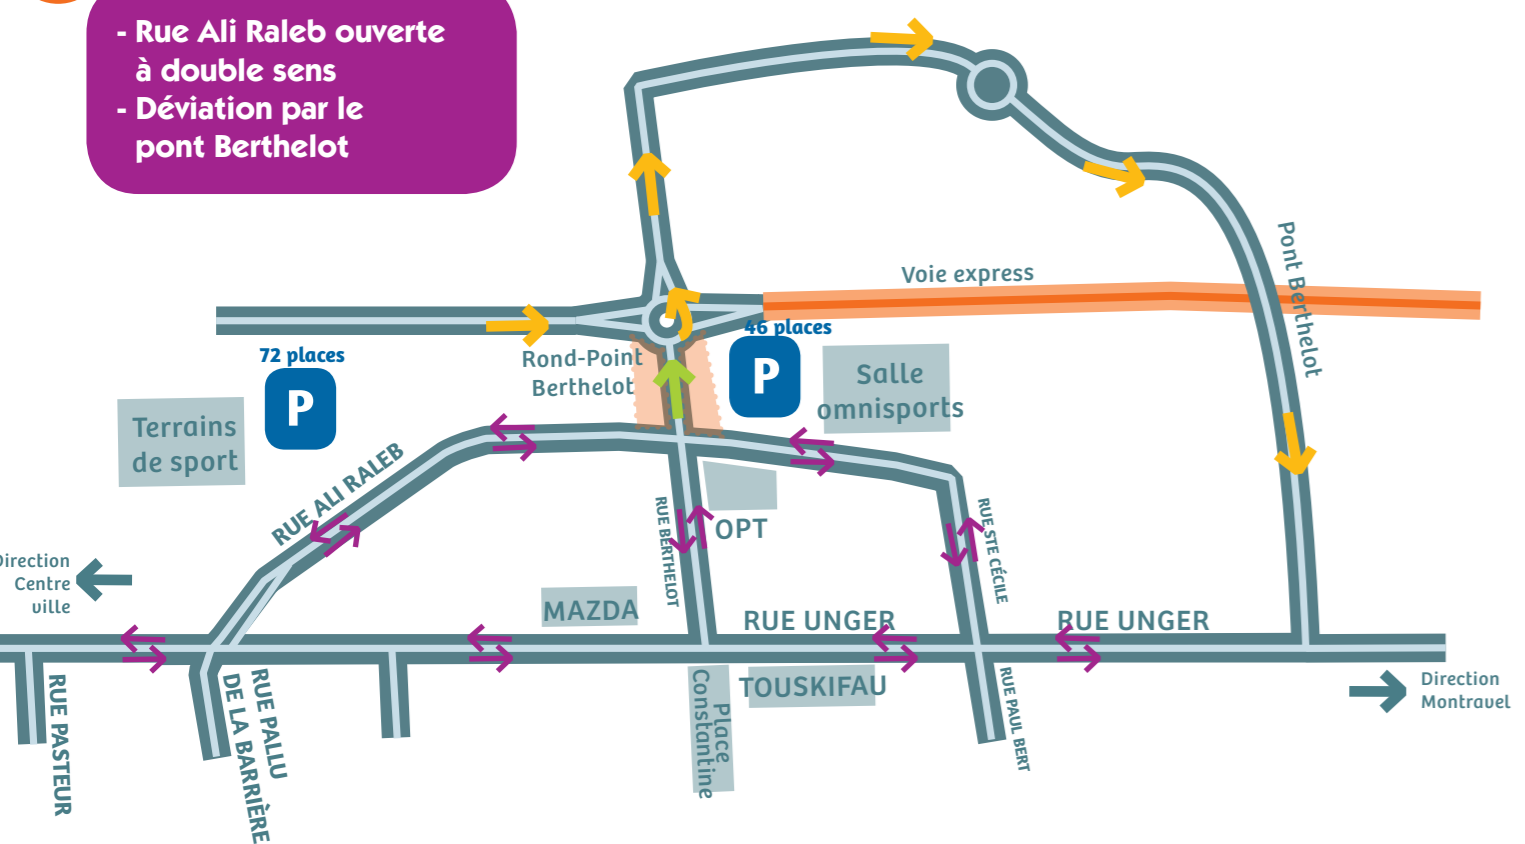 - Rue Ali Raleb ouverte
à double sens
- Déviation par le
pont Berthelot
Voie express
Pont Berthelot
46 places
P
72 places
P
Rond-Point
Berthelot
Salle
omnisports
Terrains
de sport
RUE ALI RALEB
RUE BERTHELOT
OPT
RUE STE CÉCILE
Direction
Centre
ville
MAZDA
RUE UNGER
RUE UNGER
TOUSKIFAU
Place
Constantine
RUE PASTEUR
RUE PALLU
DE LA BARRIÈRE
RUE PAUL BERT
Direction
Montravel